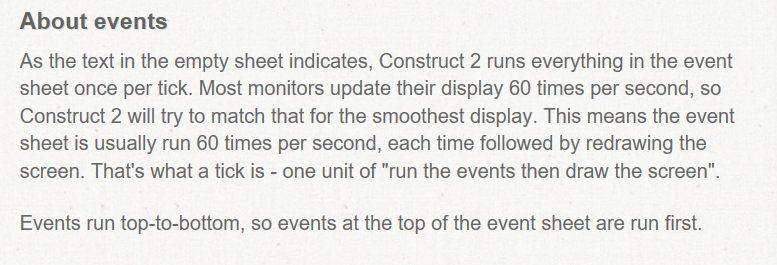 About events
As the text in the empty sheet indicates, Construct 2 runs everything in the event
sheet once per tick. Most monitors update their display 60 times per second, so
Construct 2 will try to match that for the smoothest display. This means the event
sheet is usually run 60 times per second, each time followed by redrawing the
screen. That's what a tick is - one unit of "run the events then draw the screen".
Events run top-to-bottom, so events at the top of the event sheet are run first.